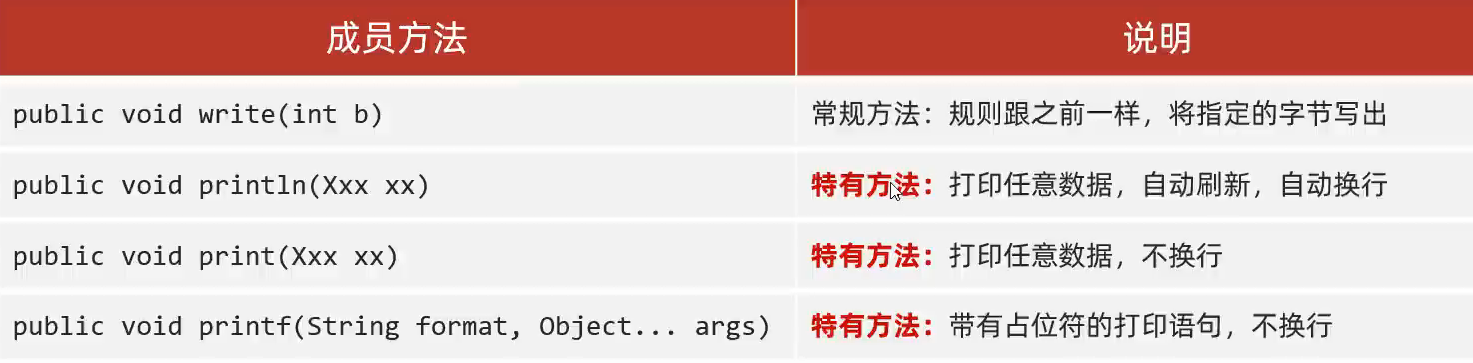 成员方法 说明
public void write(int b) 常规方法：规则跟之前一样，将指定的字节写出
public void println(Xxx xx) 特有方法：打印任意数据，自动刷新，自动换行
public void print(Xxx xx) 特有方法：打印任意数据，不换行
public void printf(String format, Object... args) 特有方法：带有占位符的打印语句，不换行